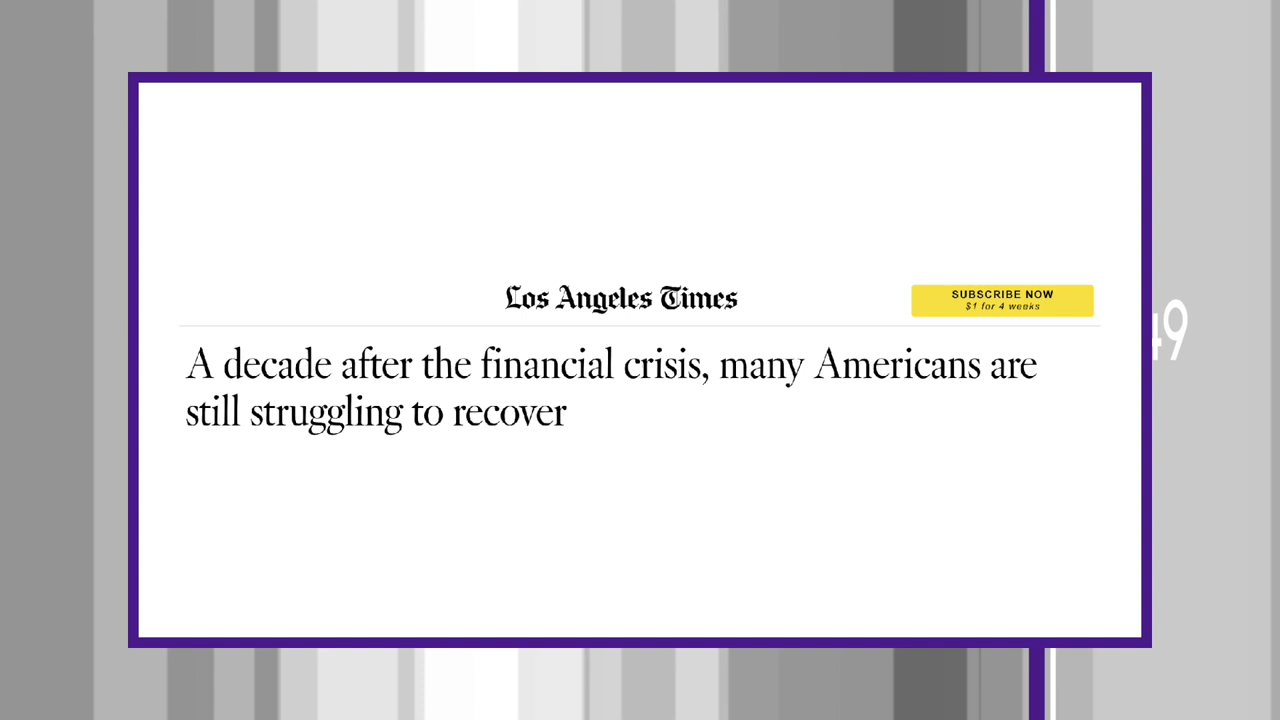 Los Angeles Times
SUBSCRIBE NOW
$1 for 4 weeks
A decade after the financial crisis, many Americans are
still struggling to recover
49